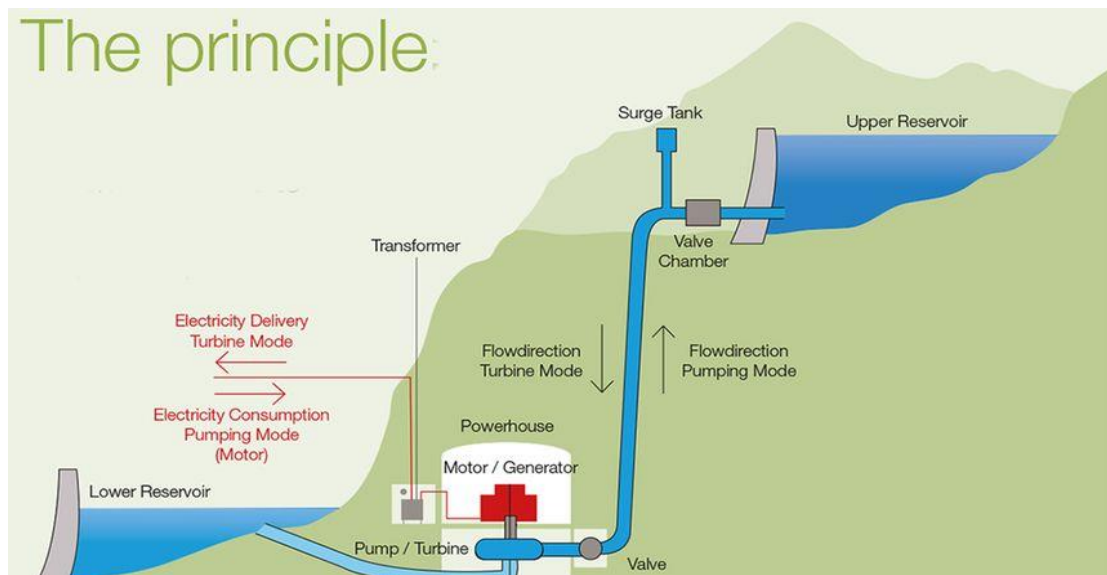 The principle
Surge Tank
Upper Reservoir
Valve
Chamber
Transformer
Electricity Delivery
Turbine Mode
Flowdirection
Turbine Mode
Flowdirection
Pumping Mode
Electricity Consumption
Pumping Mode
(Motor)
Powerhouse
Motor / Generator
Lower Reservoir
Pump / Turbine
Valve